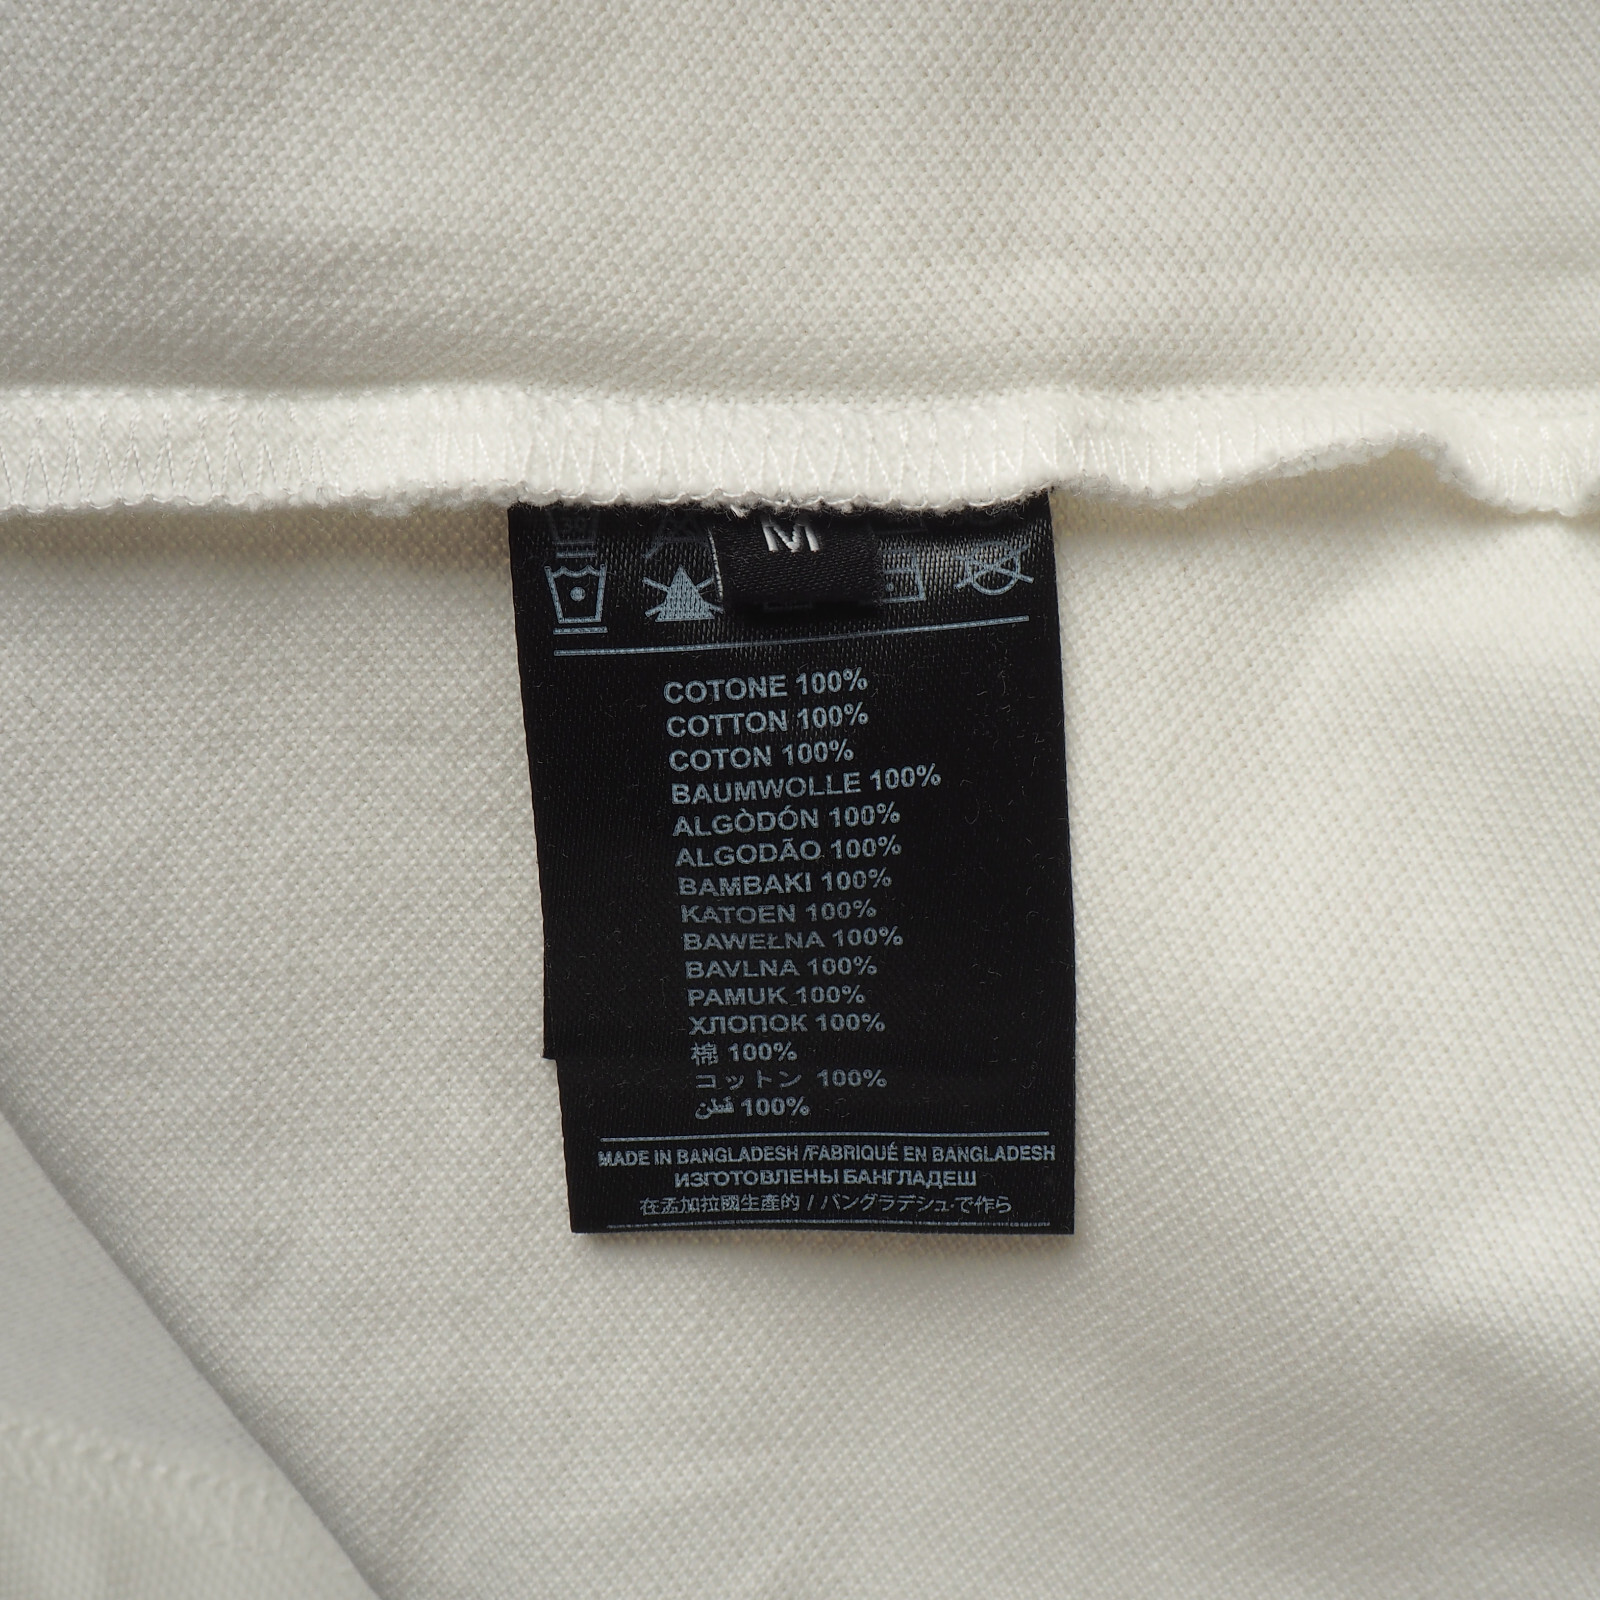 M
COTONE 100%
COTTON 100%
COTON 100%
BAUMWOLLE 100%
ALGÒDÓN 100%
ALGODÃO 100%
BAMBAKI 100%
KATOEN 100%
BAWEŁNA 100%
BAVLNA 100%
PAMUK 100%
ХЛОПОК 100%
棉 100%
コットン 100%
قطن 100%
MADE IN BANGLADESH /FABRIQUÉ EN BANGLADESH
ИЗГОТОВЛЕНЫ БАНГЛАДЕШ
在孟加拉國生產的 / バングラデシュで作ら